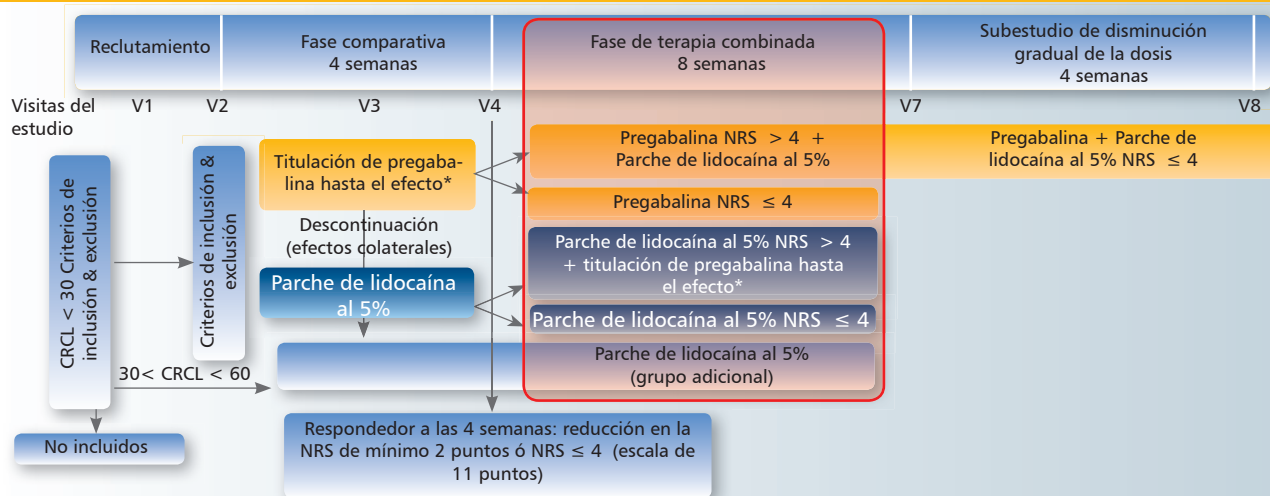 Reclutamiento
Fase comparativa
4 semanas
Fase de terapia combinada
8 semanas
Subestudio de disminución
gradual de la dosis
4 semanas
Visitas del
estudio
V1
V2
V3
V4
V7
V8
CRCL < 30 Criterios de
inclusión & exclusión
Criterios de inclusión &
exclusión
Titulación de pregaba-
lina hasta el efecto*
Descontinuación
(efectos colaterales)
Parche de lidocaína
al 5%
Pregabalina NRS > 4 +
Parche de lidocaína al 5%
Pregabalina + Parche de
lidocaína al 5% NRS ≤ 4
Pregabalina NRS ≤ 4
Parche de lidocaína al 5% NRS > 4
+ titulación de pregabalina hasta
el efecto*
Parche de lidocaína al 5% NRS ≤ 4
Parche de lidocaína al 5%
(grupo adicional)
30< CRCL < 60
No incluidos
Respondedor a las 4 semanas: reducción en la
NRS de mínimo 2 puntos ó NRS ≤ 4 (escala de
11 puntos)